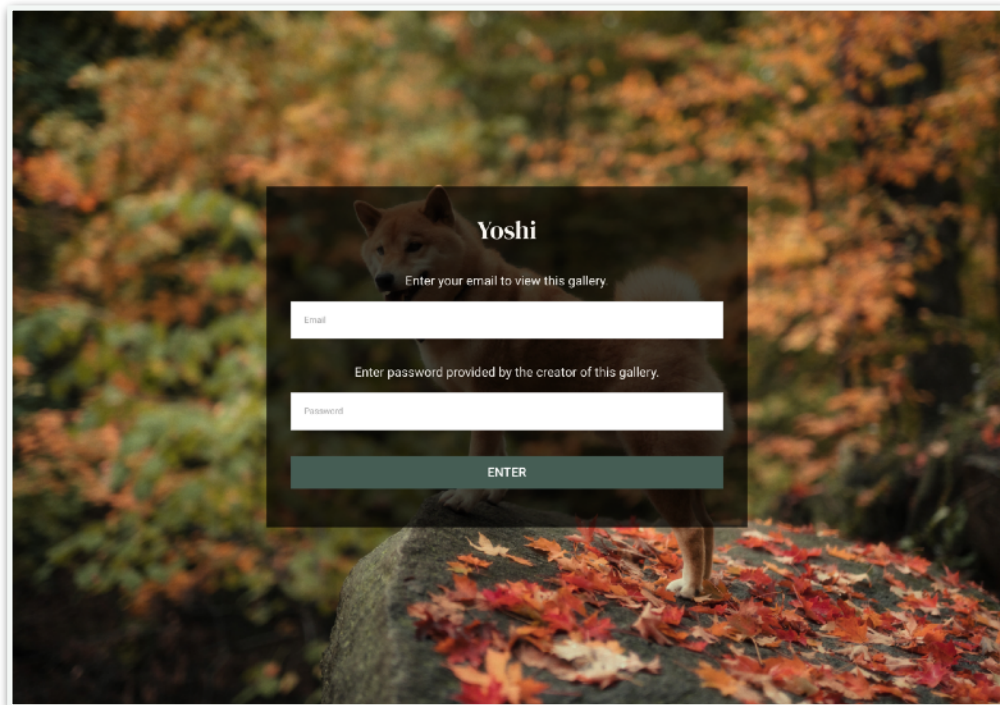 Yoshi
Enter your email to view this gallery.
Email
Enter password provided by the creator of this gallery.
Password
ENTER